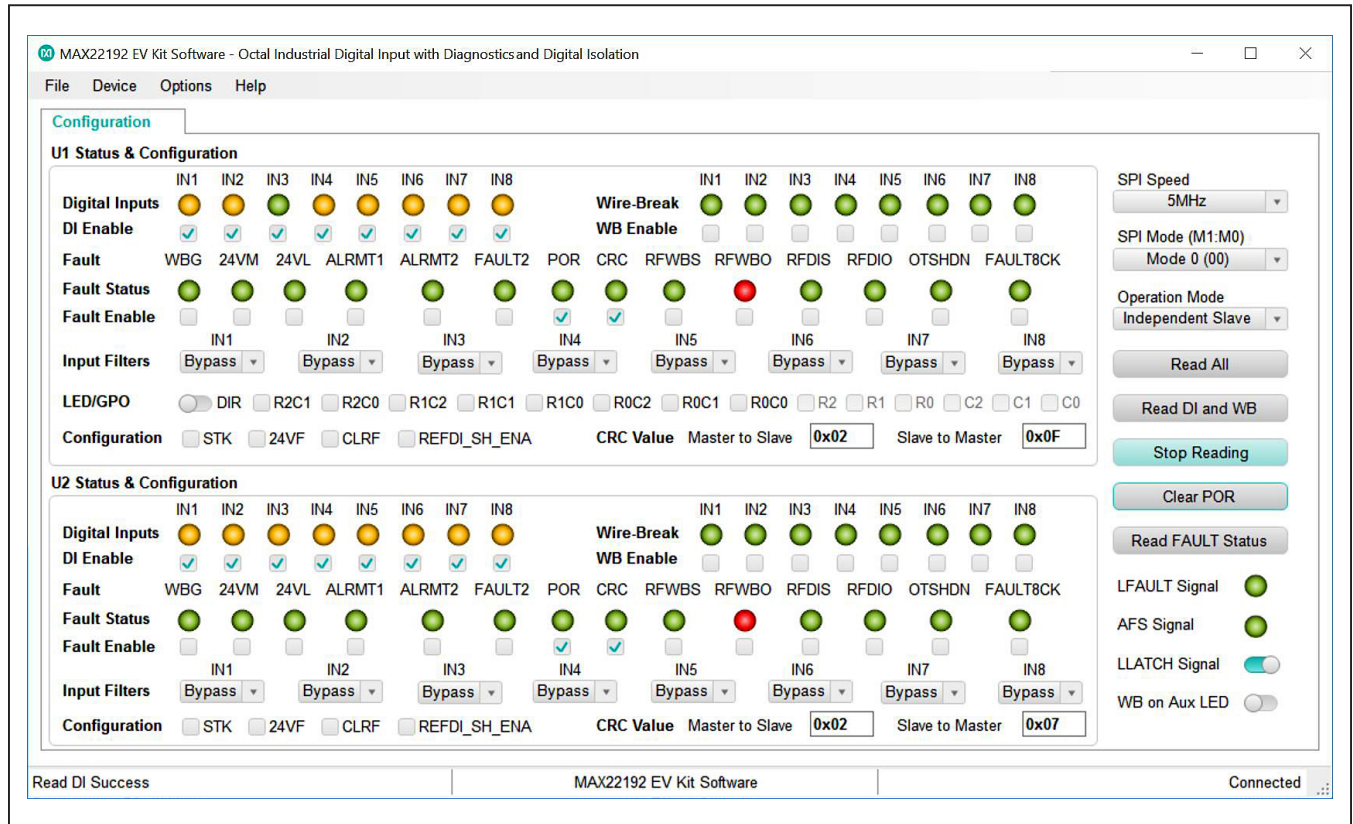 MAX22192 EV Kit Software - Octal Industrial Digital Input with Diagnostics and Digital Isolation
File Device Options Help
Configuration
U1 Status & Configuration
IN1 IN2 IN3 IN4 IN5 IN6 IN7 IN8 IN1 IN2 IN3 IN4 IN5 IN6 IN7 IN8
Digital Inputs Wire-Break
DI Enable WB Enable
Fault WBG 24VM 24VL ALRMT1 ALRMT2 FAULT2 POR CRC RFWBS RFWBO RFDIS RFDIO OTSHDN FAULT8CK
Fault Status
Fault Enable
IN1 IN2 IN3 IN4 IN5 IN6 IN7 IN8
Input Filters Bypass Bypass Bypass Bypass Bypass Bypass Bypass Bypass
LED/GPO DIR R2C1 R2C0 R1C2 R1C1 R1C0 R0C2 R0C1 R0C0 R2 R1 R0 C2 C1 C0
Configuration STK 24VF CLRF REFDI_SH_ENA CRC Value Master to Slave 0x02 Slave to Master 0x0F
U2 Status & Configuration
IN1 IN2 IN3 IN4 IN5 IN6 IN7 IN8 IN1 IN2 IN3 IN4 IN5 IN6 IN7 IN8
Digital Inputs Wire-Break
DI Enable WB Enable
Fault WBG 24VM 24VL ALRMT1 ALRMT2 FAULT2 POR CRC RFWBS RFWBO RFDIS RFDIO OTSHDN FAULT8CK
Fault Status
Fault Enable
IN1 IN2 IN3 IN4 IN5 IN6 IN7 IN8
Input Filters Bypass Bypass Bypass Bypass Bypass Bypass Bypass Bypass
Configuration STK 24VF CLRF REFDI_SH_ENA CRC Value Master to Slave 0x02 Slave to Master 0x07
SPI Speed
5MHz
SPI Mode (M1:M0)
Mode 0 (00)
Operation Mode
Independent Slave
Read All
Read DI and WB
Stop Reading
Clear POR
Read FAULT Status
LFAULT Signal
AFS Signal
LLATCH Signal
WB on Aux LED
Read DI Success MAX22192 EV Kit Software Connected